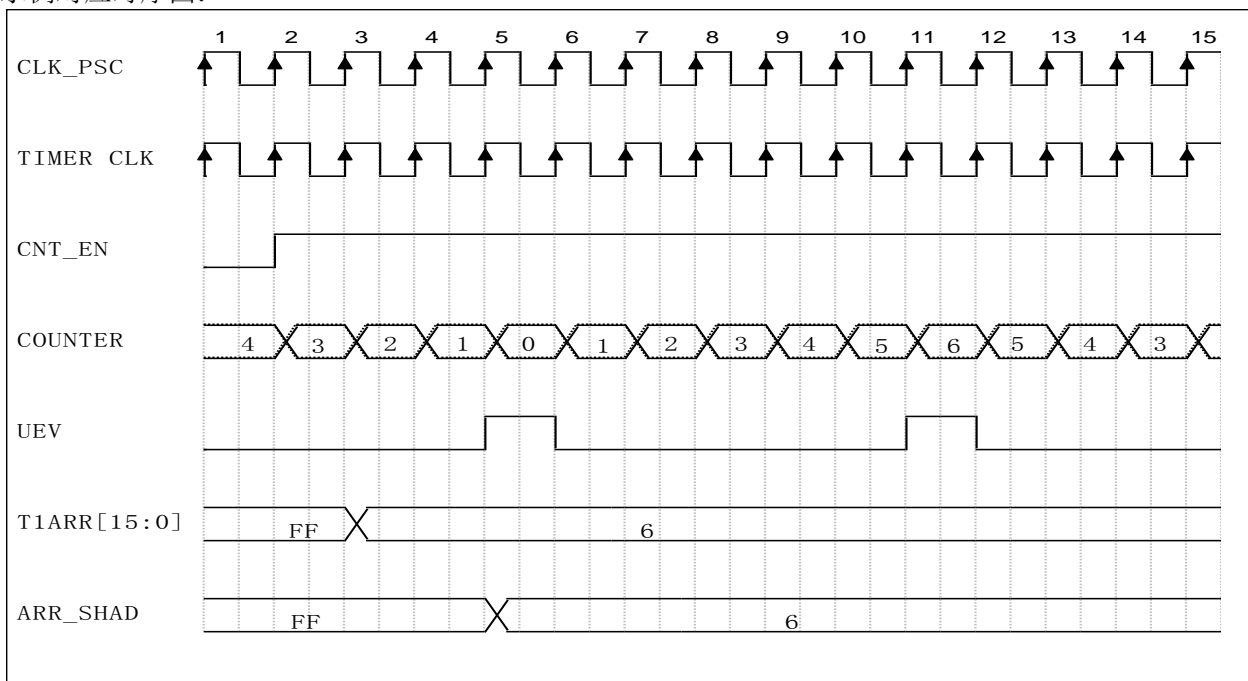 1 2 3 4 5 6 7 8 9 10 11 12 13 14 15
CLK_PSC
TIMER CLK
CNT_EN
COUNTER 4 3 2 1 0 1 2 3 4 5 6 5 4 3
UEV
T1ARR[15:0] FF 6
ARR_SHAD FF 6